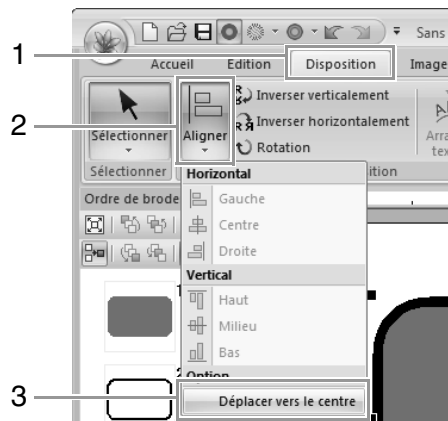 Sans
1
Accueil Edition Disposition Image
2
Sélectionner
Aligner
Inverser verticalement
Inverser horizontalement
Rotation
Sélectionner
Ordre de brode
Horizontal
Gauche
Centre
Droite
Vertical
Haut
Milieu
Bas
Option
3
Déplacer vers le centre